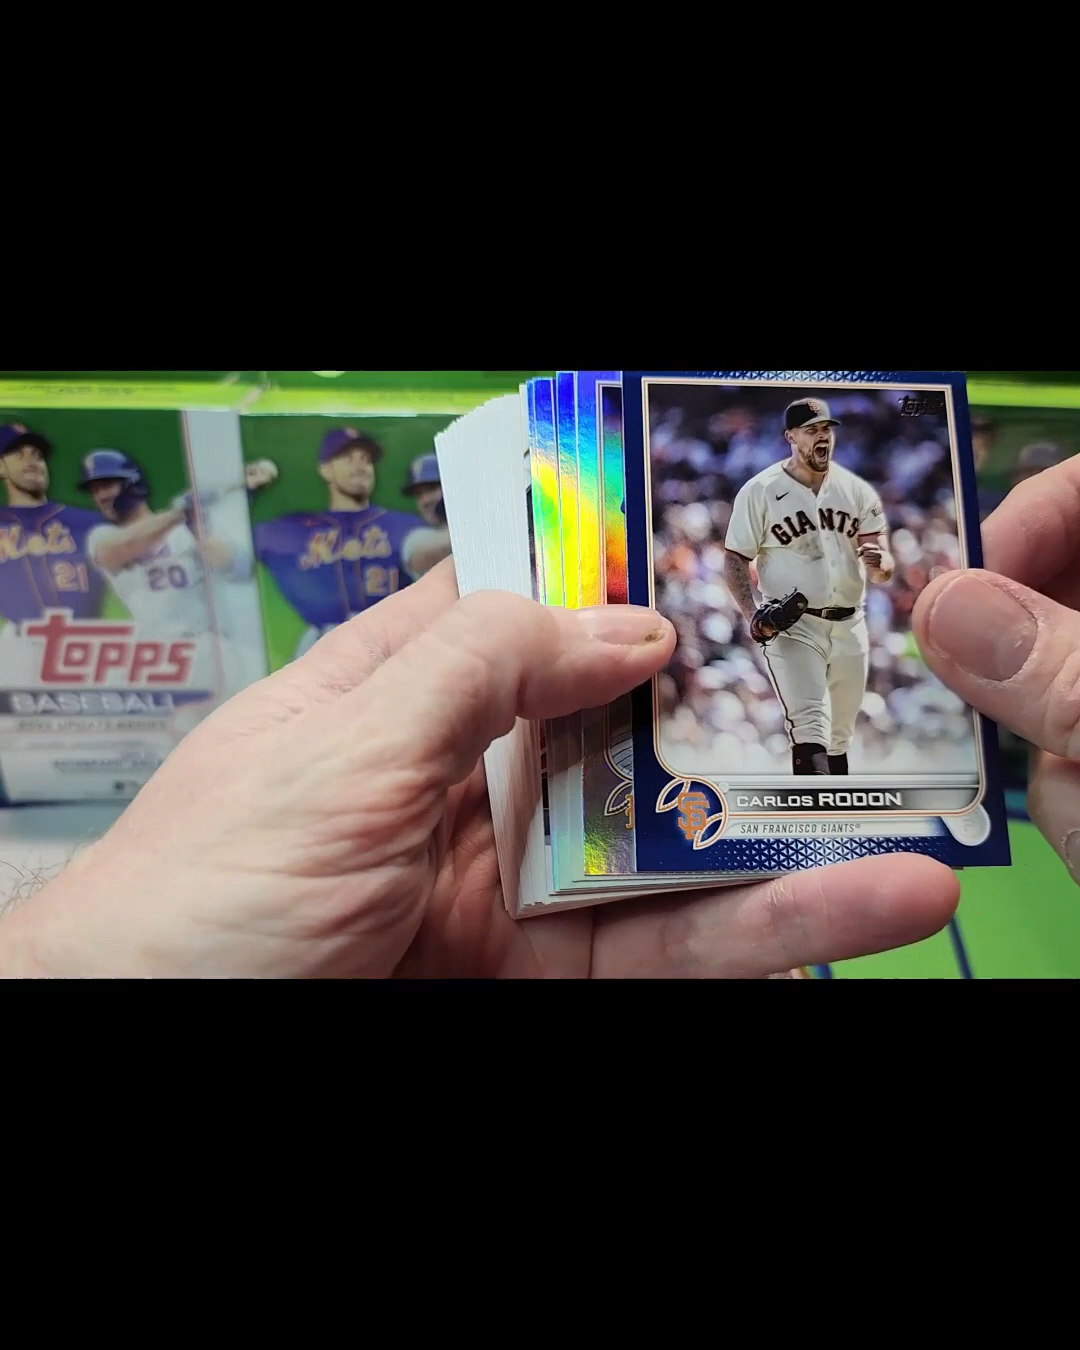 Topps
GIANTS
CARLOS RODON
SAN FRANCISCO GIANTS®
SF
Mets
21
20
TOPPS
BASEBALL
Mets
21